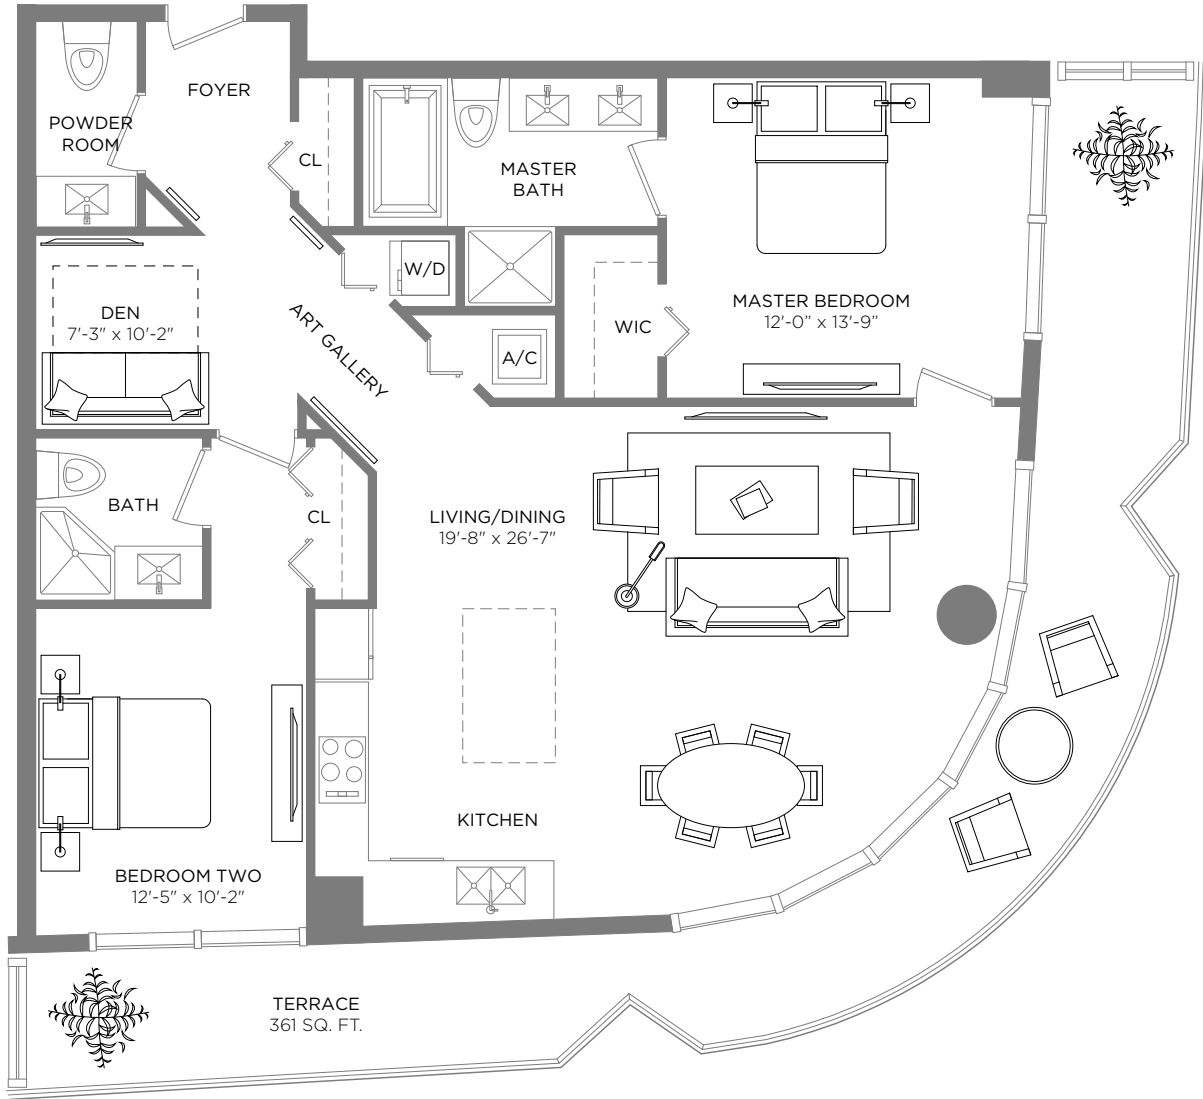 FOYER
POWDER
ROOM
CL
MASTER
BATH
W/D
DEN
7'-3" x 10'-2"
ART GALLERY
A/C
WIC
MASTER BEDROOM
12'-0” x 13'-9”
BATH
CL
LIVING/DINING
19'-8" x 26'-7"
KITCHEN
BEDROOM TWO
12'-5" x 10'-2"
TERRACE
361 SQ. FT.